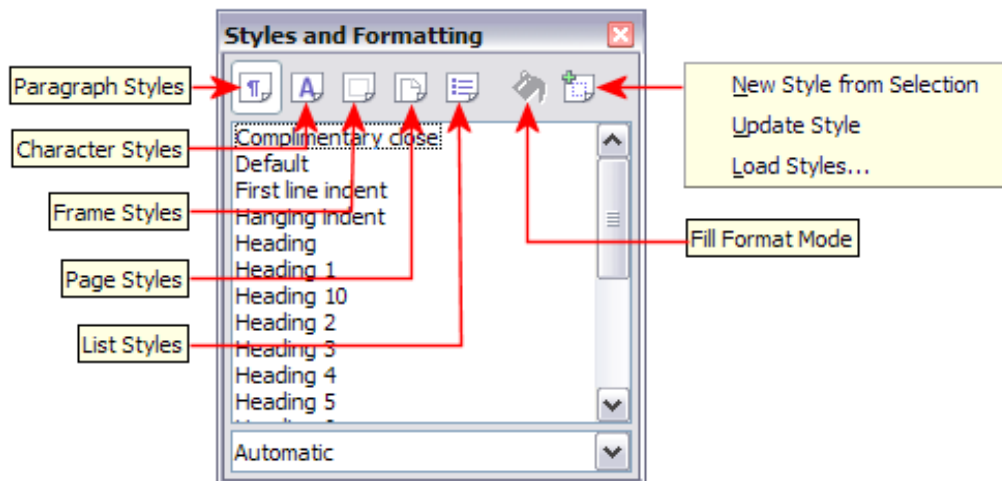 Styles and Formatting
Paragraph Styles
Character Styles
Frame Styles
Page Styles
List Styles
New Style from Selection
Update Style
Load Styles...
Fill Format Mode
Complimentary close
Default
First line indent
Hanging indent
Heading
Heading 1
Heading 10
Heading 2
Heading 3
Heading 4
Heading 5
Automatic